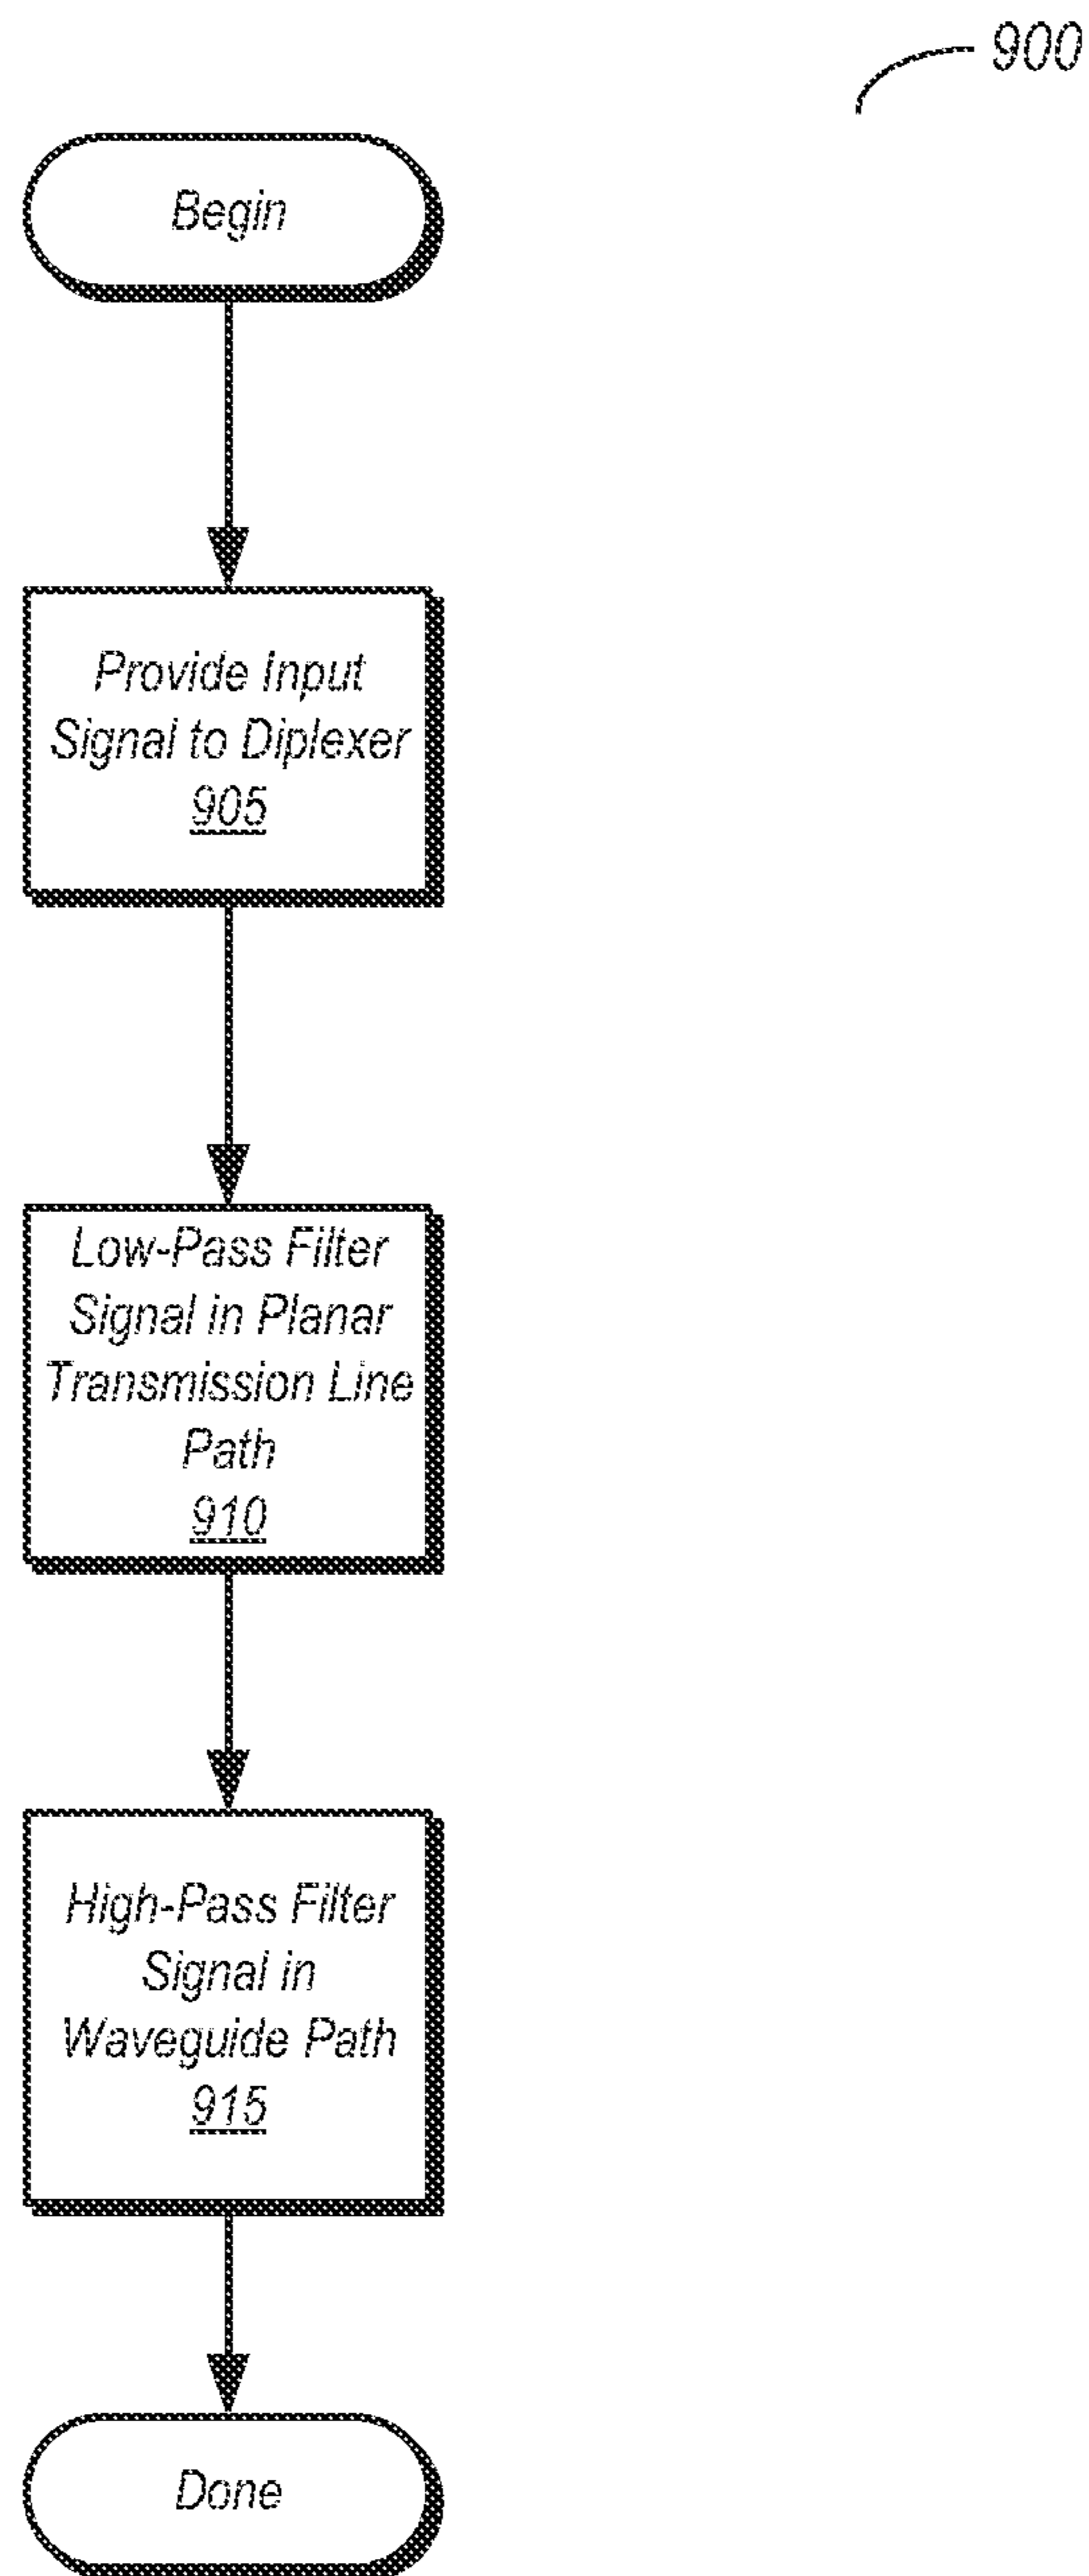 900
Begin
Provide Input
Signal to Diplexer
905
Low-Pass Filter
Signal in Planar
Transmission Line
Path
910
High-Pass Filter
Signal in
Waveguide Path
915
Done